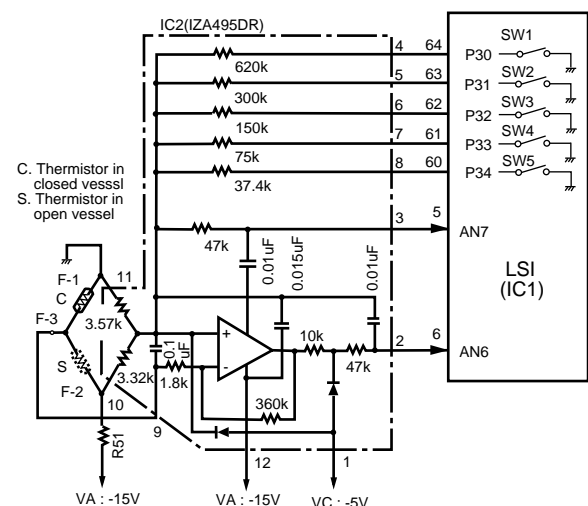 IC2(IZA495DR)
4 64
620k
P30
SW1
5 63
300k
P31
SW2
6 62
150k
P32
SW3
7 61
75k
P33
SW4
8 60
37.4k
P34
SW5
C. Thermistor in
closed vesssl
S. Thermistor in
open vessel
47k
3 5
AN7
0.01uF
0.015uF
0.01uF
LSI
(IC1)
F-1
C
11
F-3
3.57k
S
F-2
3.32k
10
0.1
uF
1.8k
9
+
-
10k
47k
2 6
AN6
360k
R51
12
1
VA : -15V
VA : -15V
VC : -5V